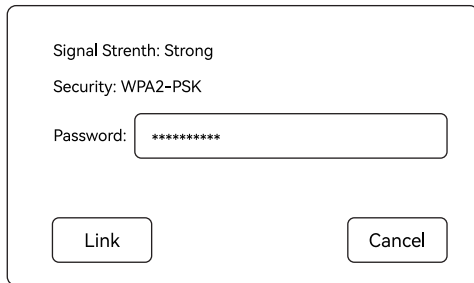 Signal Strenth: Strong
Security: WPA2-PSK
Password: **********
Link Cancel